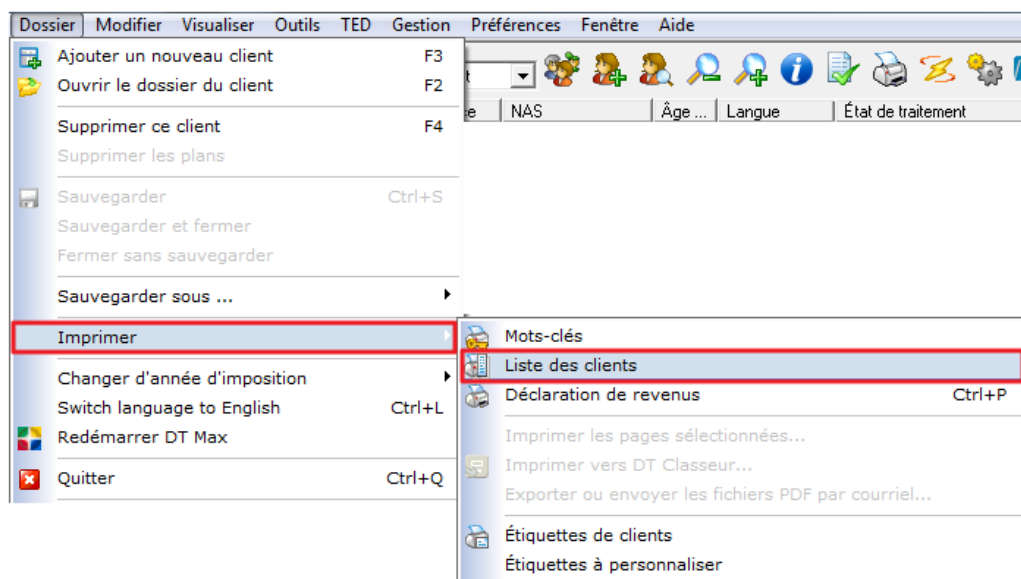 Dossier Modifier Visualiser Outils TED Gestion Préférences Fenêtre Aide
Ajouter un nouveau client F3
Ouvrir le dossier du client F2
NAS Âge ... Langue État de traitement
Supprimer ce client F4
Supprimer les plans
Sauvegarder Ctrl+S
Sauvegarder et fermer
Fermer sans sauvegarder
Sauvegarder sous ...
Imprimer
Changer d'année d'imposition
Switch language to English Ctrl+L
Redémarrer DT Max
Quitter Ctrl+Q
Mots-clés
Liste des clients
Déclaration de revenus Ctrl+P
Imprimer les pages sélectionnées...
Imprimer vers DT Classeur...
Exporter ou envoyer les fichiers PDF par courriel...
Étiquettes de clients
Étiquettes à personnaliser